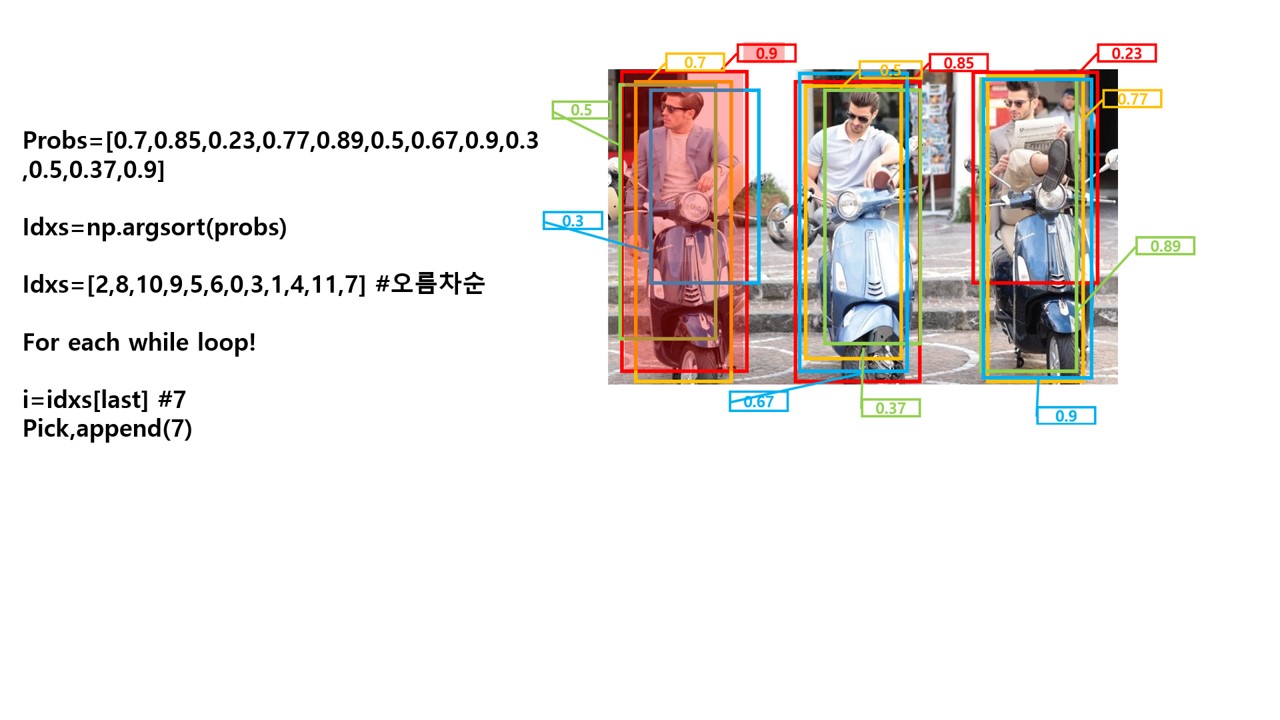 Probs=[0.7,0.85,0.23,0.77,0.89,0.5,0.67,0.9,0.3
,0.5,0.37,0.9]
Idxs=np.argsort(probs)
Idxs=[2,8,10,9,5,6,0,3,1,4,11,7] #오름차순
For each while loop!
i=idxs[last] #7
Pick,append(7)
0.9
0.7
0.5
0.3
0.5
0.85
0.67
0.37
0.23
0.77
0.89
0.9